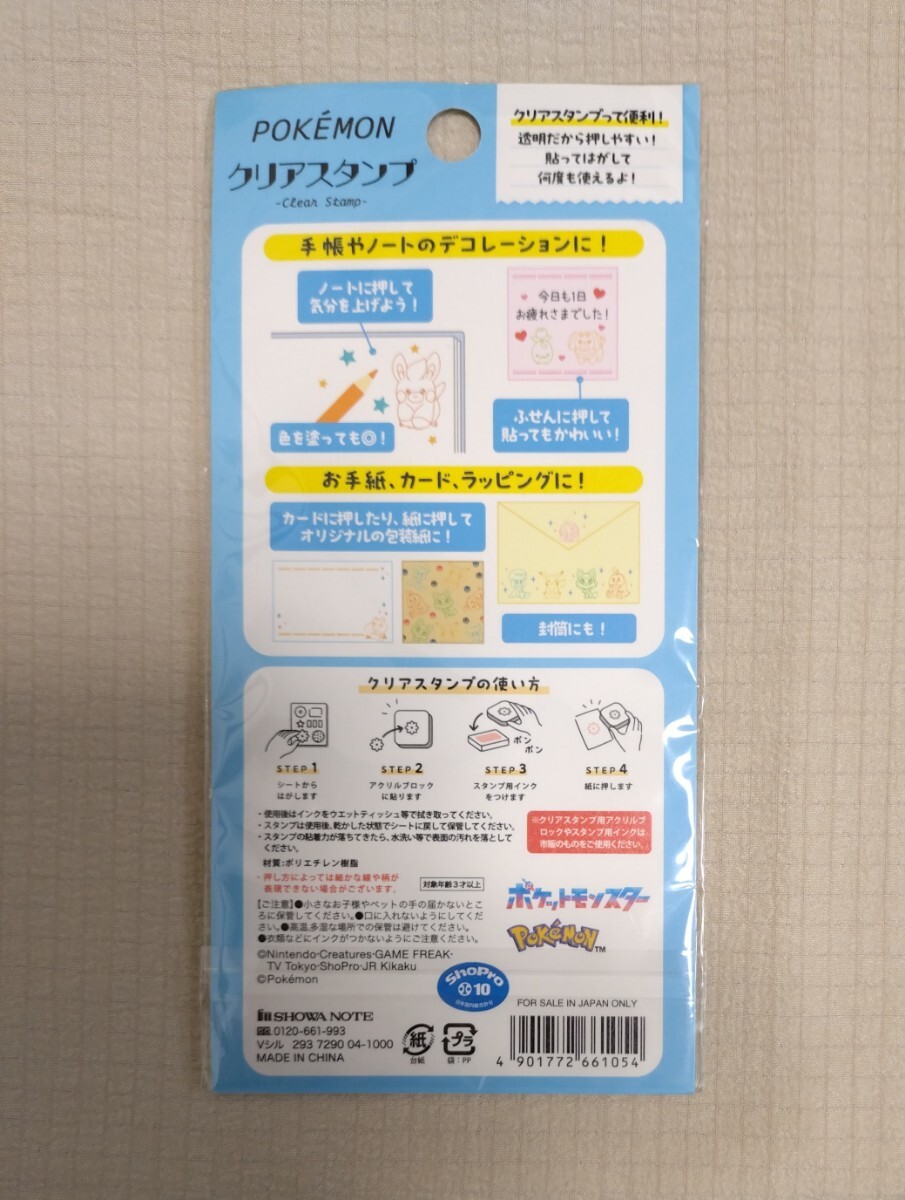 POKÉMON
クリアスタンプ
-Clear Stamp-
クリアスタンプって便利!
透明だから押しやすい!
貼ってはがして
何度も使えるよ!
手帳やノートのデコレーションに!
ノートに押して
気分を上げよう!
色を塗っても◎!
今日も1日
お疲れさまでした!
ふせんに押して
貼ってもかわいい!
お手紙、カード、ラッピングに!
カードに押したり、紙に押して
オリジナルの包装紙に!
封筒にも!
クリアスタンプの使い方
STEP1
シートから
はがします
STEP2
アクリルブロック
に貼ります
ポン
ポン
STEP3
スタンプ用インク
をつけます
STEP4
紙に押します
・使用後はインクをウエットティッシュ等で拭き取ってください。
・スタンプは使用後、乾かした状態でシートに戻して保管してください。
・スタンプの粘着力が落ちてきたら、水洗い等で表面の汚れを落として
ください。
※クリアスタンプ用アクリルブ
ロックやスタンプ用インクは
市販のものをご使用ください。
材質:ポリエチレン樹脂
・押し方によっては細かな線や柄が
表現できない場合がございます。
対象年齢3才以上
【ご注意】●小さなお子様やペットの手の届かないとこ
ろに保管してください。●口に入れないようにしてくだ
さい。●高温、多湿な場所での保管は避けてください。
●衣類などにインクがつかないようにご注意ください。
ポケットモンスター
POKÉMON™
©Nintendo・Creatures・GAME FREAK・
TV Tokyo・ShoPro・JR Kikaku
©Pokémon
ShoPro
10
FOR SALE IN JAPAN ONLY
SHOWA NOTE
0120-661-993
Vシル 293 7290 04-1000
MADE IN CHINA
紙
台紙
プラ
袋:PP
4 901772 661054